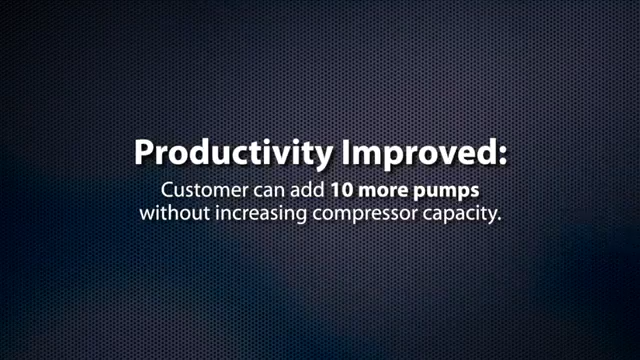 Productivity Improved:
Customer can add 10 more pumps
without increasing compressor capacity.